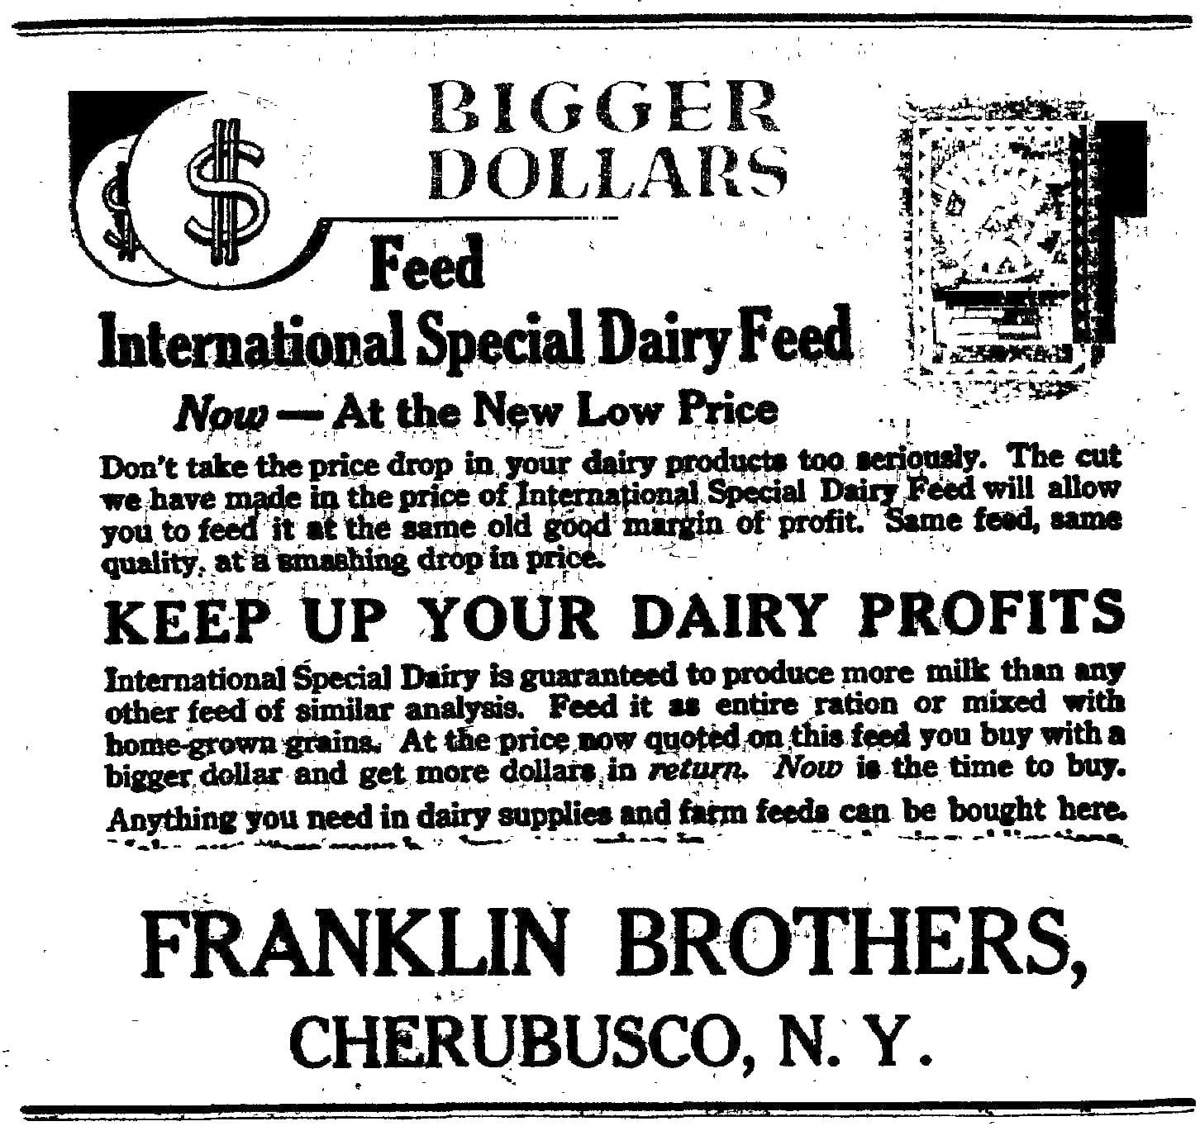 BIGGER
DOLLARS
Feed
International Special Dairy Feed
Now — At the New Low Price
Don't take the price drop in your dairy products too seriously. The cut
we have made in the price of International Special Dairy Feed will allow
you to feed it at the same old good margin of profit. Same feed, same
quality, at a smashing drop in price.
KEEP UP YOUR DAIRY PROFITS
International Special Dairy is guaranteed to produce more milk than any
other feed of similar analysis. Feed it as entire ration or mixed with
home-grown grains. At the price now quoted on this feed you buy with a
bigger dollar and get more dollars in return. Now is the time to buy.
Anything you need in dairy supplies and farm feeds can be bought here.
FRANKLIN BROTHERS,
CHERUBUSCO, N. Y.